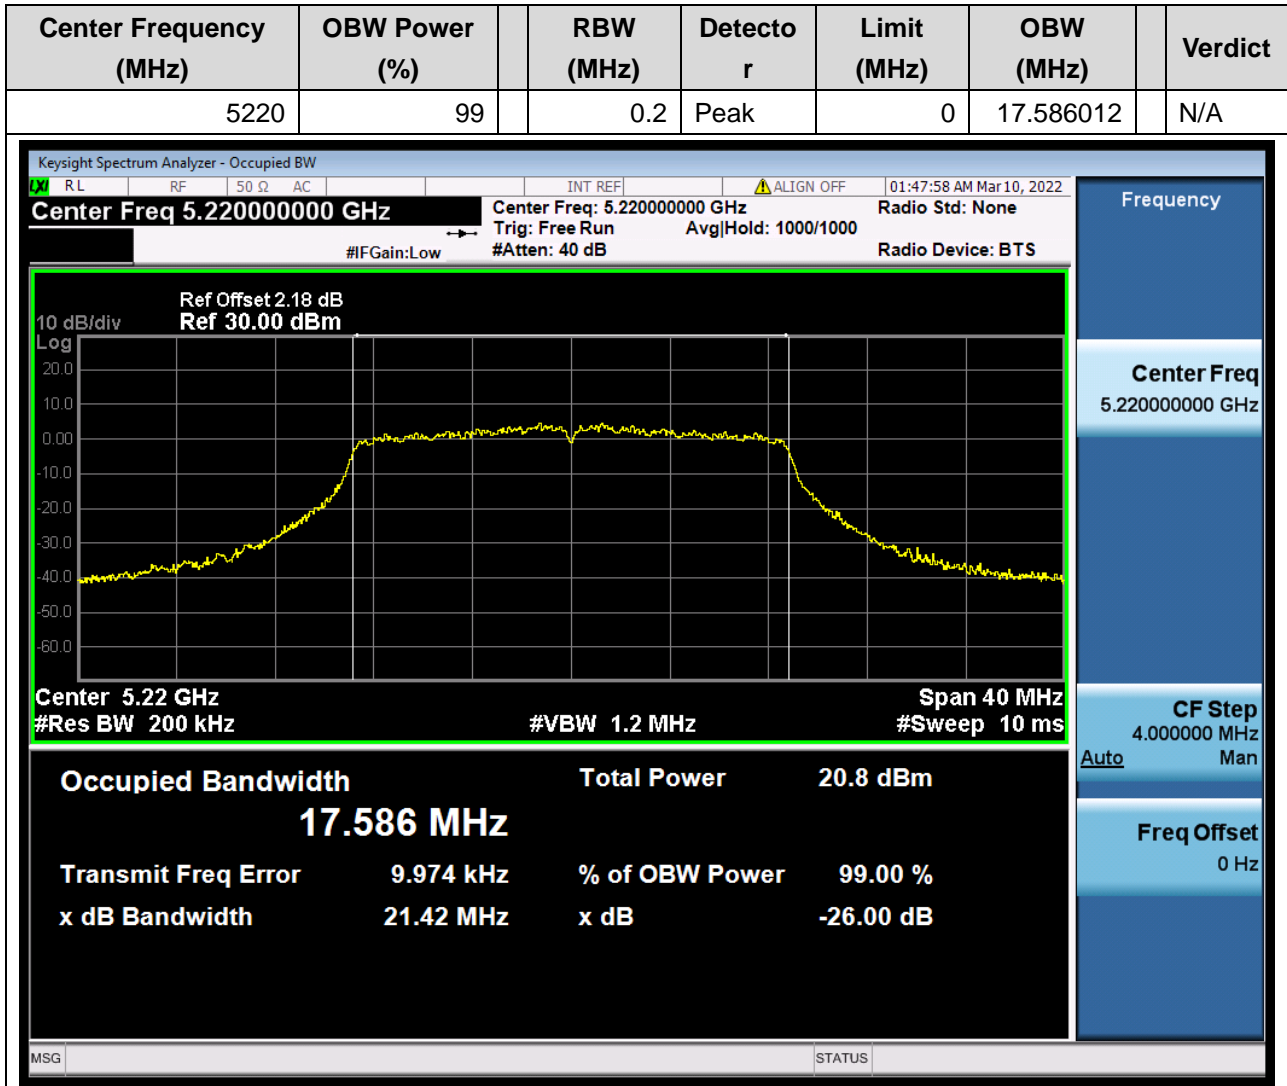 Center Frequency (MHz) OBW Power (%) RBW (MHz) Detector Limit (MHz) OBW (MHz) Verdict
5220 99 0.2 Peak 0 17.586012 N/A
Keysight Spectrum Analyzer - Occupied BW
LXI RL RF 50 Ω AC INT REF ALIGN OFF 01:47:58 AM Mar 10, 2022
Center Freq 5.220000000 GHz
Center Freq: 5.220000000 GHz
Radio Std: None
Trig: Free Run Avg|Hold: 1000/1000
#IFGain:Low
#Atten: 40 dB
Radio Device: BTS
Ref Offset 2.18 dB
10 dB/div Ref 30.00 dBm
Log
20.0
10.0
0.00
-10.0
-20.0
-30.0
-40.0
-50.0
-60.0
Center 5.22 GHz Span 40 MHz
#Res BW 200 kHz #VBW 1.2 MHz #Sweep 10 ms
Occupied Bandwidth Total Power 20.8 dBm
17.586 MHz
Transmit Freq Error 9.974 kHz % of OBW Power 99.00 %
x dB Bandwidth 21.42 MHz x dB -26.00 dB
MSG STATUS
Frequency
Center Freq
5.220000000 GHz
CF Step
4.000000 MHz
Auto Man
Freq Offset
0 Hz